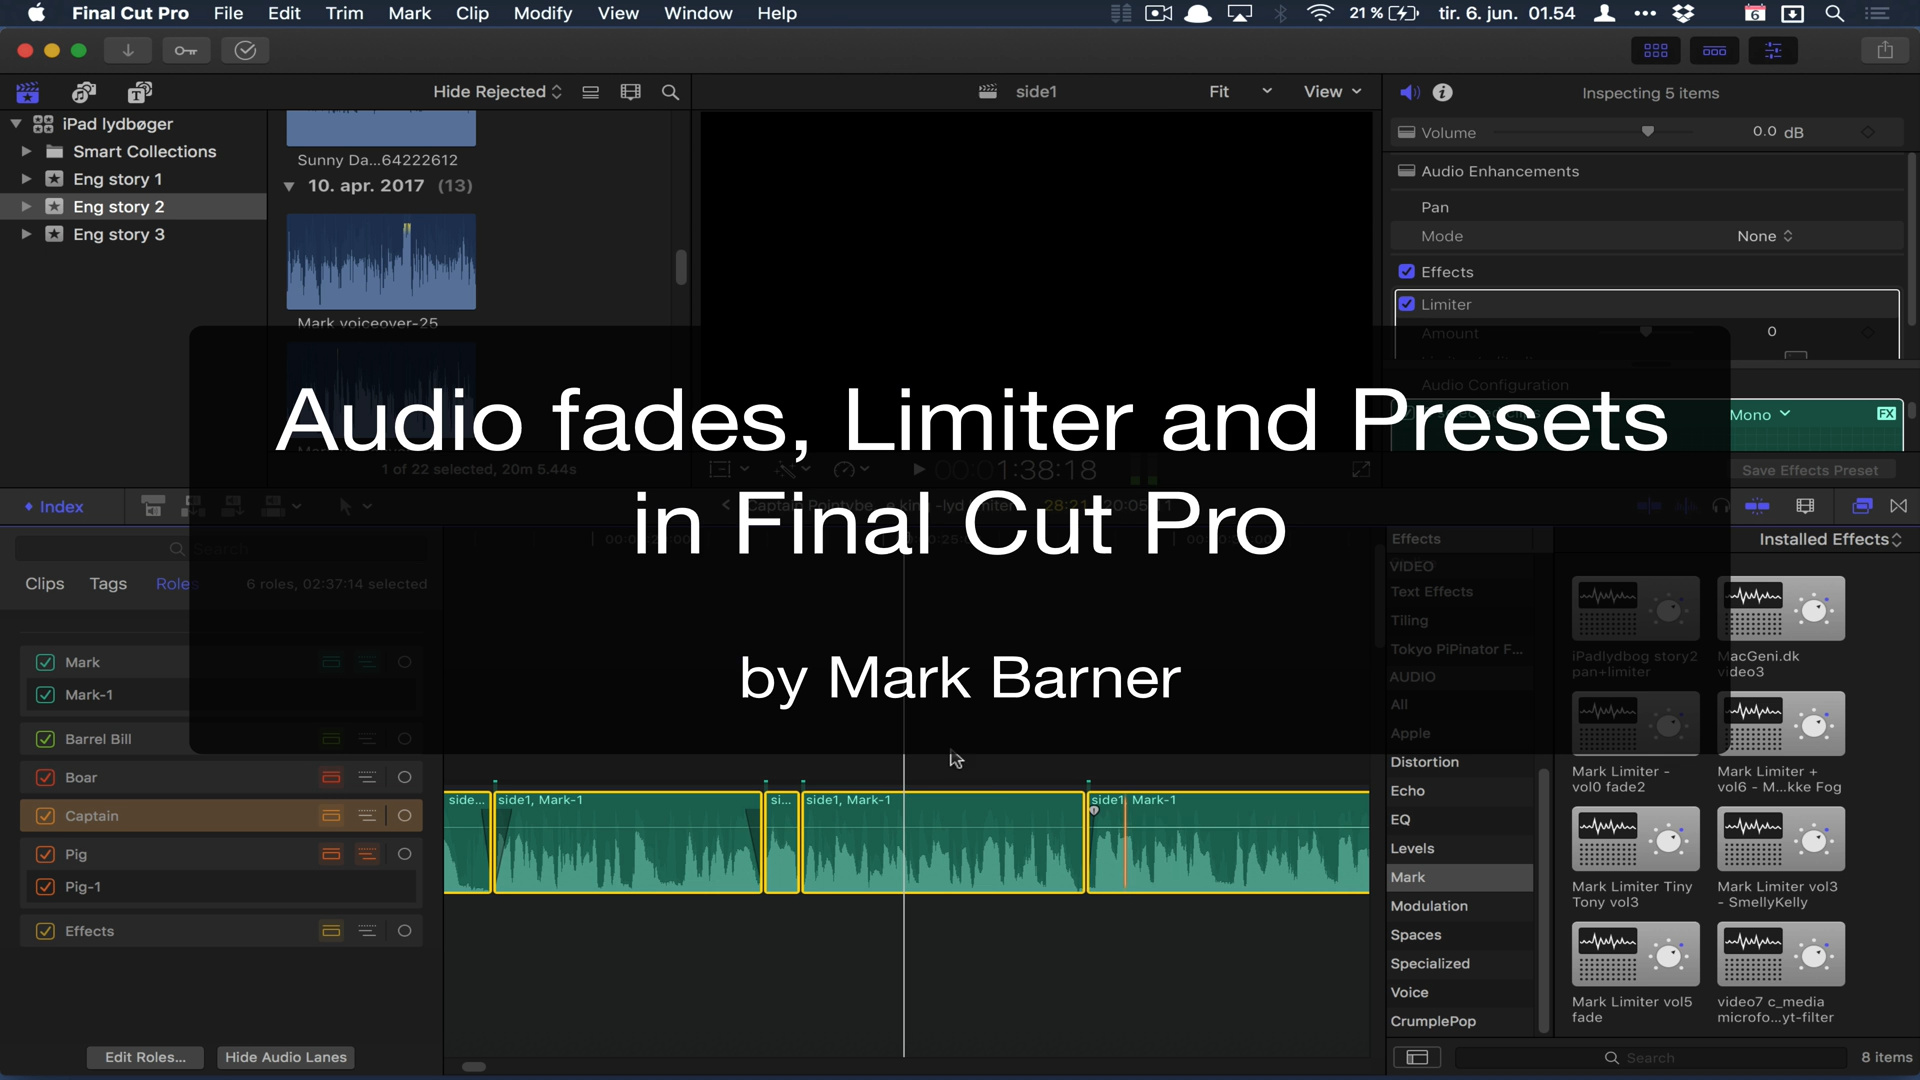 Final Cut Pro File Edit Trim Mark Clip Modify View Window Help 21 % tir. 6. jun. 01.54
Hide Rejected side1 Fit View Inspecting 5 items
iPad lydbøger
Smart Collections
Eng story 1
Eng story 2
Eng story 3
Sunny Da...64222612
10. apr. 2017 (13)
Mark voiceover-25
1 of 22 selected, 20m 5.44s
1:38:18
Volume 0.0 dB
Audio Enhancements
Pan
Mode None
Effects
Limiter
Amount 0
Audio Configuration
Mono FX
Save Effects Preset
Audio fades, Limiter and Presets
in Final Cut Pro
by Mark Barner
Index
Search
Clips Tags Roles 6 roles, 02:37:14 selected
Mark
Mark-1
Barrel Bill
Boar
Captain
Pig
Pig-1
Effects
Edit Roles... Hide Audio Lanes
side... side1, Mark-1 si... side1, Mark-1 side1, Mark-1
Effects Installed Effects
VIDEO
Text Effects
Tiling
Tokyo PiPinator F...
AUDIO
All
Apple
Distortion
Echo
EQ
Levels
Mark
Modulation
Spaces
Specialized
Voice
CrumplePop
iPadlydbog story2
pan+limiter
MacGeni.dk
video3
Mark Limiter -
vol0 fade2
Mark Limiter +
vol6 - M...kke Fog
Mark Limiter Tiny
Tony vol3
Mark Limiter vol3
- SmellyKelly
Mark Limiter vol5
fade
video7 c_media
microfo...yt-filter
Search 8 items